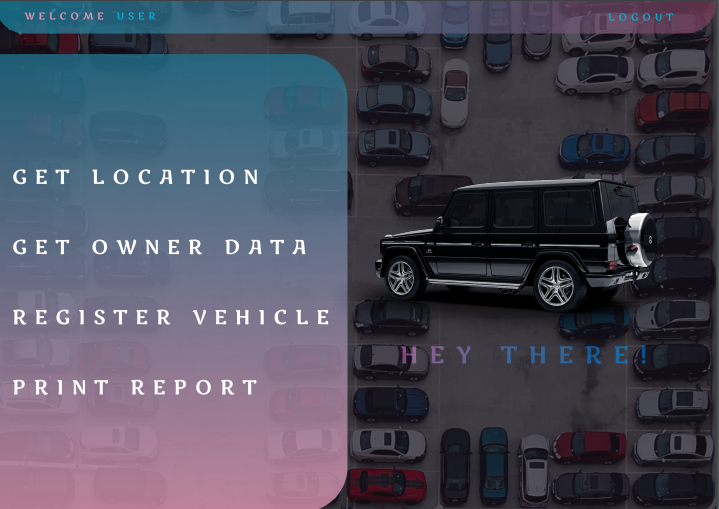 WELCOME USER
LOGOUT
GET LOCATION
GET OWNER DATA
REGISTER VEHICLE
PRINT REPORT
HEY THERE!